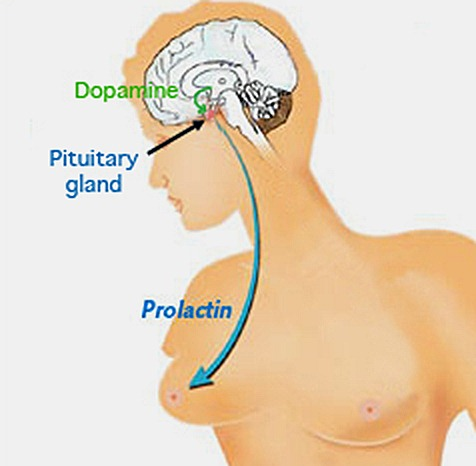 Dopamine
Pituitary
gland
Prolactin